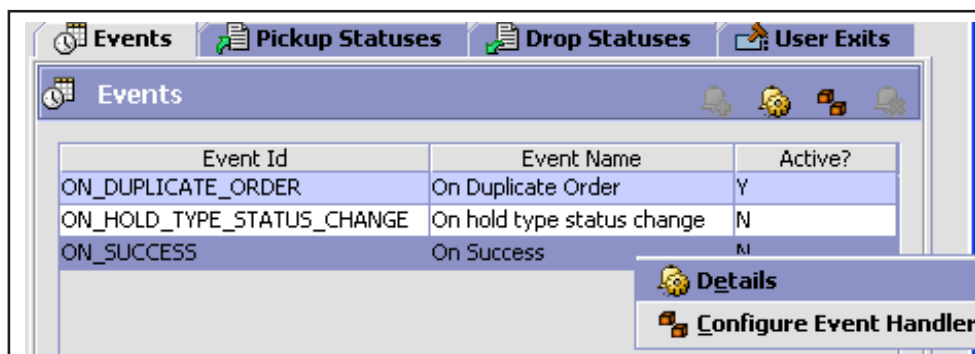 Events Pickup Statuses Drop Statuses User Exits
Events
Event Id Event Name Active?
ON_DUPLICATE_ORDER On Duplicate Order Y
ON_HOLD_TYPE_STATUS_CHANGE On hold type status change N
ON_SUCCESS On Success N
Details
Configure Event Handler